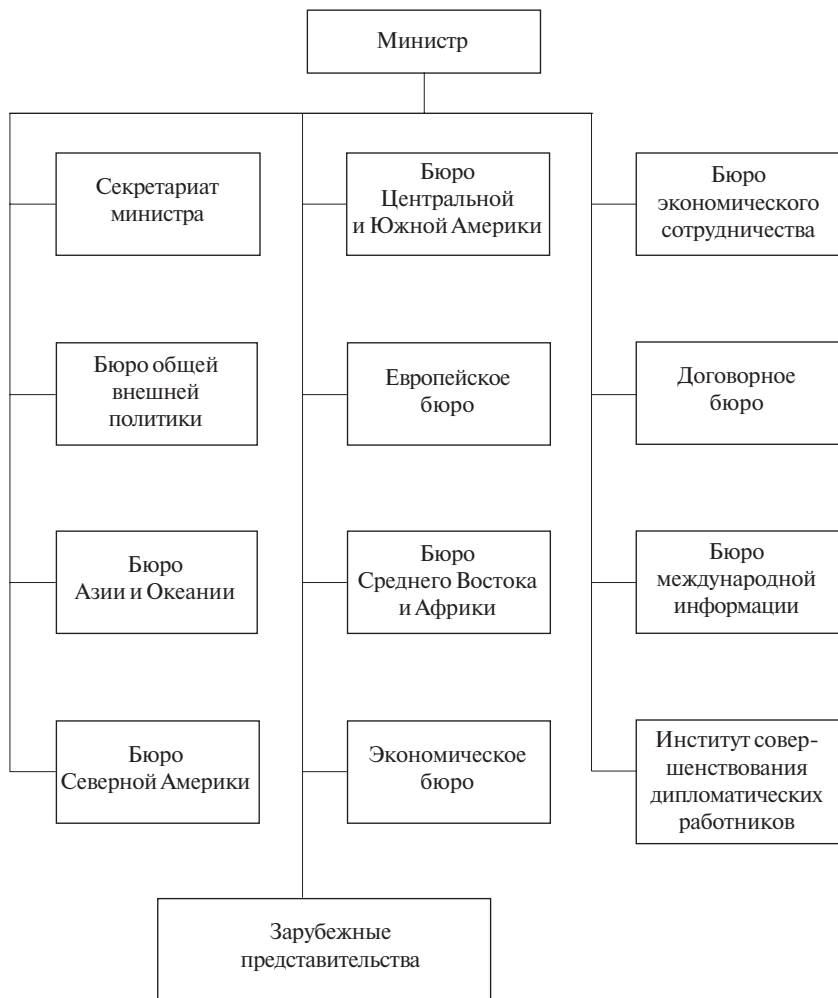 Министр
Секретариат
министра
Бюро
Центральной
и Южной Америки
Бюро
экономического
сотрудничества
Бюро общей
внешней
политики
Европейское
бюро
Договорное
бюро
Бюро
Азии и Океании
Бюро
Среднего Востока
и Африки
Бюро
международной
информации
Бюро
Северной Америки
Экономическое
бюро
Институт совер-
шенствования
дипломатических
работников
Зарубежные
представительства